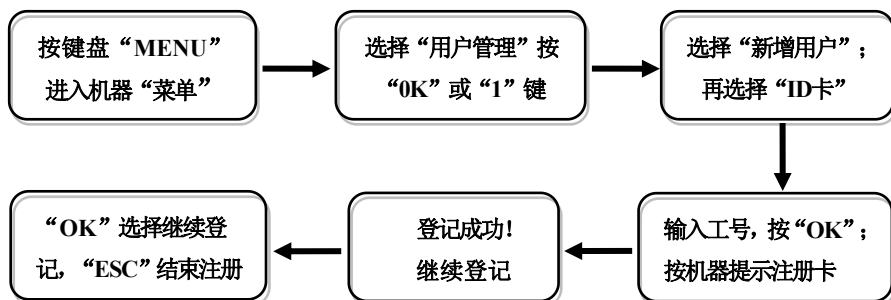 按键盘“MENU”
进入机器“菜单”
选择“用户管理”按
“0K”或“1”键
选择“新增用户”；
再选择“ID卡”
输入工号，按“OK”；
按机器提示注册卡
登记成功！
继续登记
“OK”选择继续登
记，“ESC”结束注册